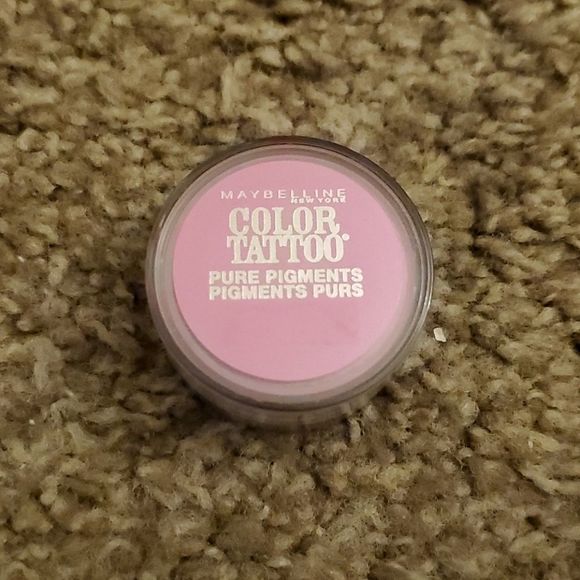 MAYBELLINE
NEW YORK
COLOR
TATTOO®
PURE PIGMENTS
PIGMENTS PURS